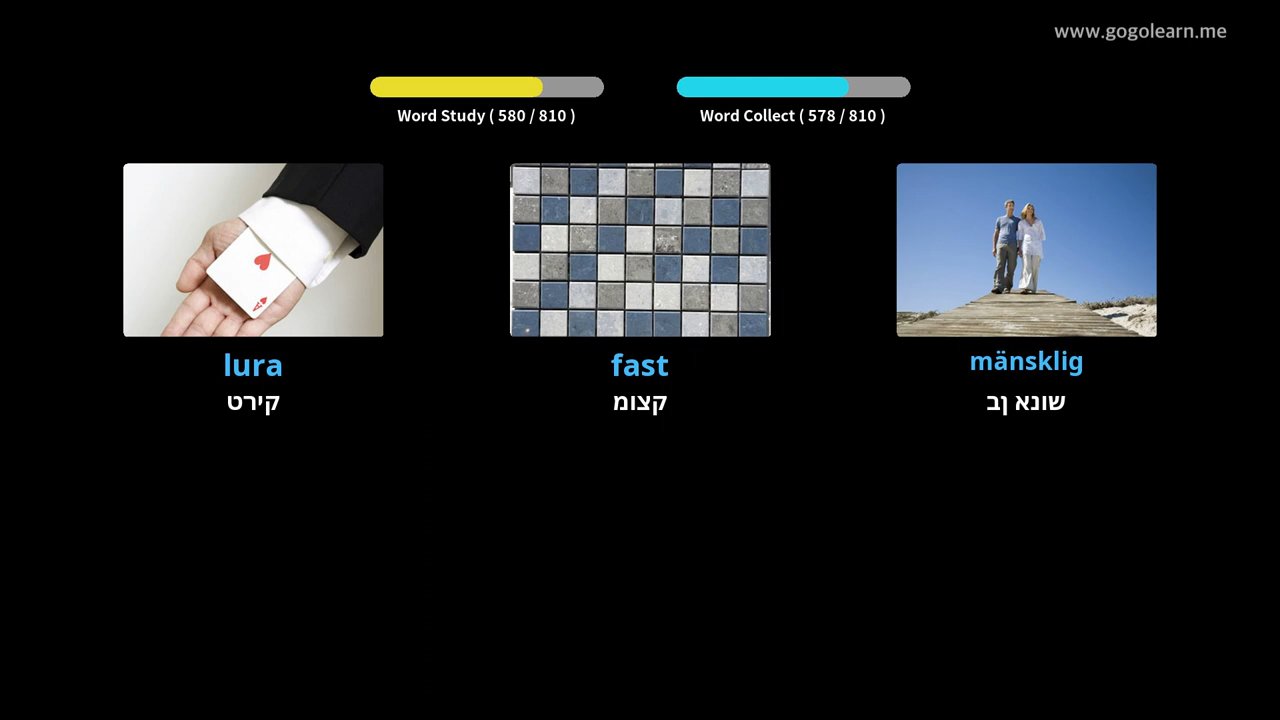 www.gogolearn.me
Word Study ( 580 / 810 )
Word Collect ( 578 / 810 )
lura
קירט
fast
קצומ
mänsklig
שונא ןב